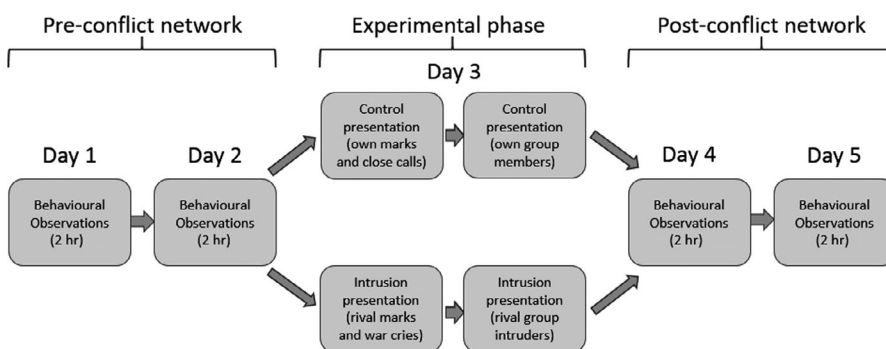 Pre-conflict network
Experimental phase
Post-conflict network
Day 1
Behavioural
Observations
(2 hr)
Day 2
Behavioural
Observations
(2 hr)
Day 3
Control
presentation
(own marks
and close calls)
Control
presentation
(own group
members)
Intrusion
presentation
(rival marks
and war cries)
Intrusion
presentation
(rival group
intruders)
Day 4
Behavioural
Observations
(2 hr)
Day 5
Behavioural
Observations
(2 hr)